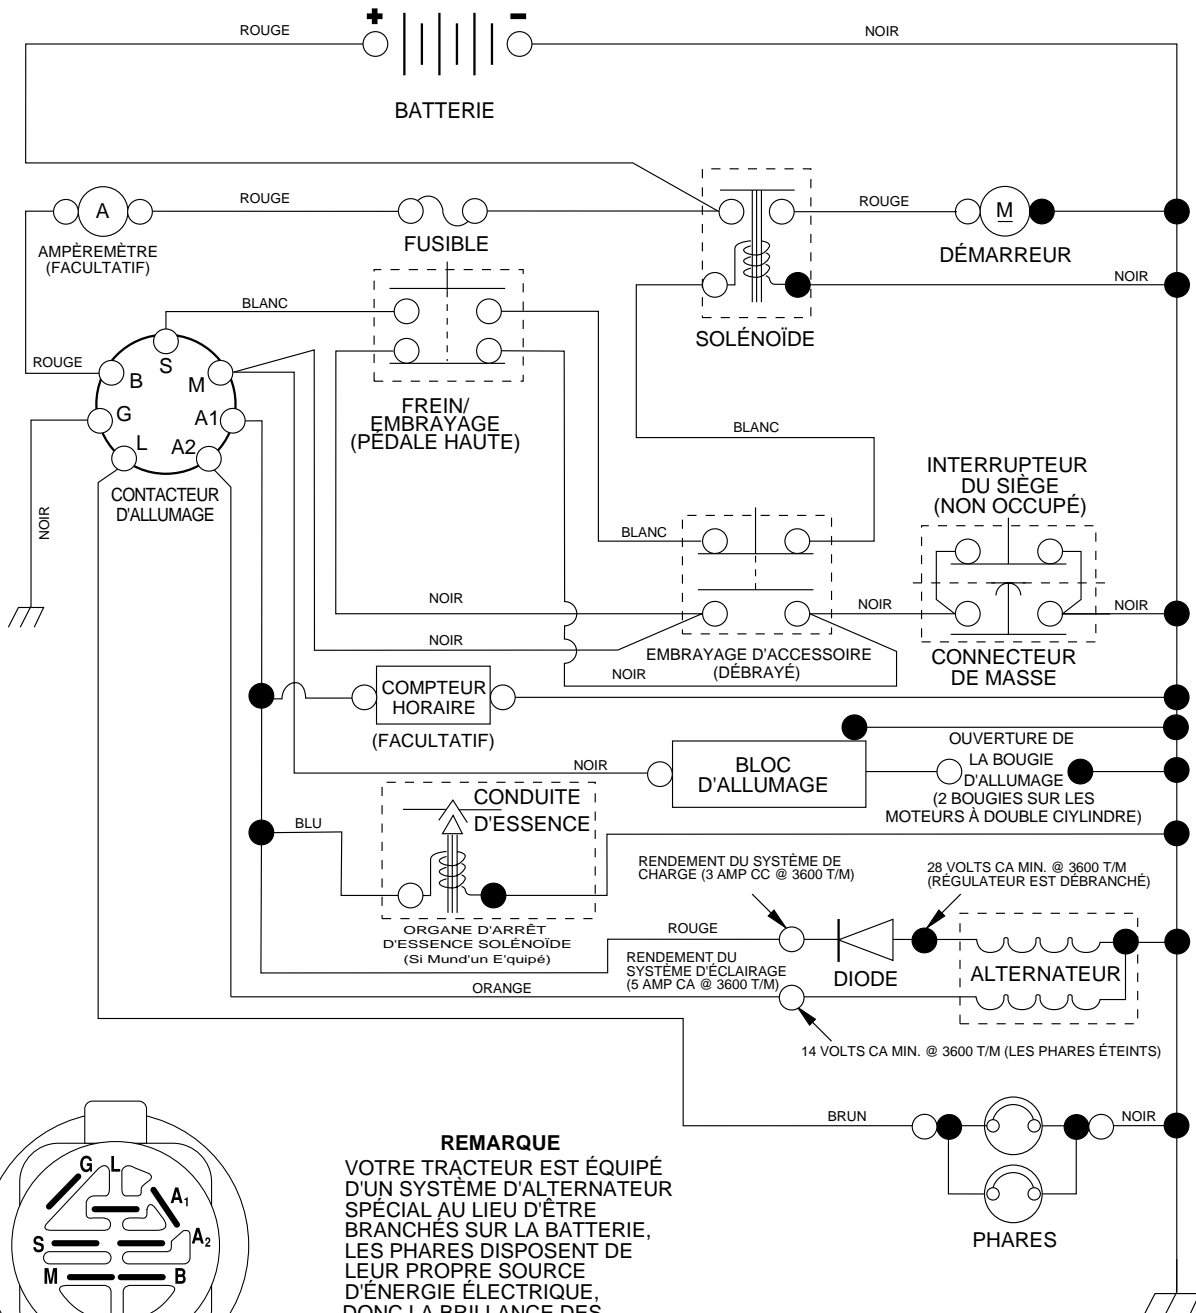 ROUGE
+
-
NOIR
BATTERIE
A
ROUGE
AMPÈREMÈTRE
(FACULTATIF)
FUSIBLE
ROUGE
M
DÉMARREUR
NOIR
SOLÉNOÏDE
BLANC
ROUGE
S
B
M
G
A1
L
A2
CONTACTEUR
D'ALLUMAGE
NOIR
FREIN/
EMBRAYAGE
(PÉDALE HAUTE)
BLANC
INTERRUPTEUR
DU SIÈGE
(NON OCCUPÉ)
BLANC
NOIR
NOIR
NOIR
NOIR
NOIR
EMBRAYAGE D'ACCESSOIRE
(DÉBRAYÉ)
CONNECTEUR
DE MASSE
COMPTEUR
HORAIRE
(FACULTATIF)
NOIR
BLOC
D'ALLUMAGE
OUVERTURE DE
LA BOUGIE
D'ALLUMAGE
(2 BOUGIES SUR LES
MOTEURS À DOUBLE CIYLINDRE)
CONDUITE
D'ESSENCE
BLU
ORGANE D'ARRÊT
D'ESSENCE SOLÉNOÏDE
(Si Mund'un E'quipé)
RENDEMENT DU SYSTÈME DE
CHARGE (3 AMP CC @ 3600 T/M)
28 VOLTS CA MIN. @ 3600 T/M
(RÉGULATEUR EST DÉBRANCHÉ)
ROUGE
RENDEMENT DU
SYSTÈME D'ÉCLAIRAGE
(5 AMP CA @ 3600 T/M)
DIODE
ALTERNATEUR
ORANGE
14 VOLTS CA MIN. @ 3600 T/M (LES PHARES ÉTEINTS)
BRUN
NOIR
PHARES
G
L
A1
A2
S
M
B
REMARQUE
VOTRE TRACTEUR EST ÉQUIPÉ
D'UN SYSTÈME D'ALTERNATEUR
SPÉCIAL AU LIEU D'ÊTRE
BRANCHÉS SUR LA BATTERIE,
LES PHARES DISPOSENT DE
LEUR PROPRE SOURCE
D'ÉNERGIE ÉLECTRIQUE,
DONC LA BRILLANCE DES